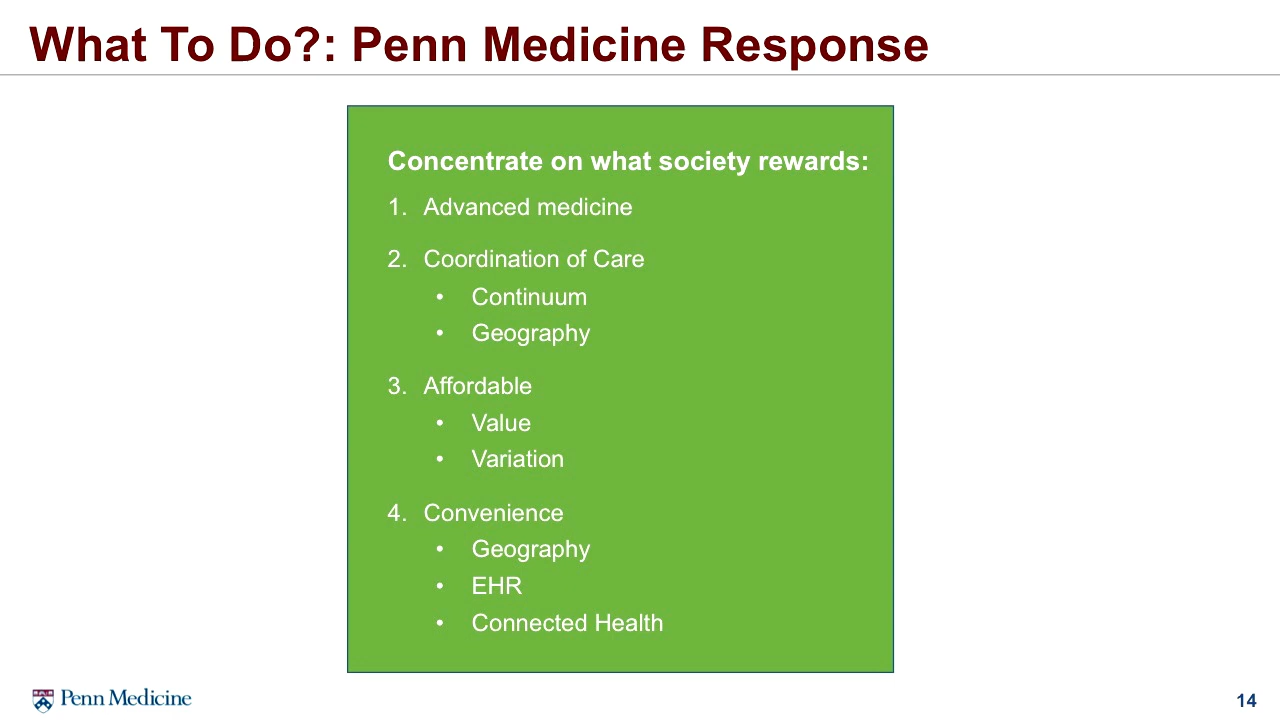 What To Do?: Penn Medicine Response
Concentrate on what society rewards:
1. Advanced medicine
2. Coordination of Care
• Continuum
• Geography
3. Affordable
• Value
• Variation
4. Convenience
• Geography
• EHR
• Connected Health
Penn Medicine
14